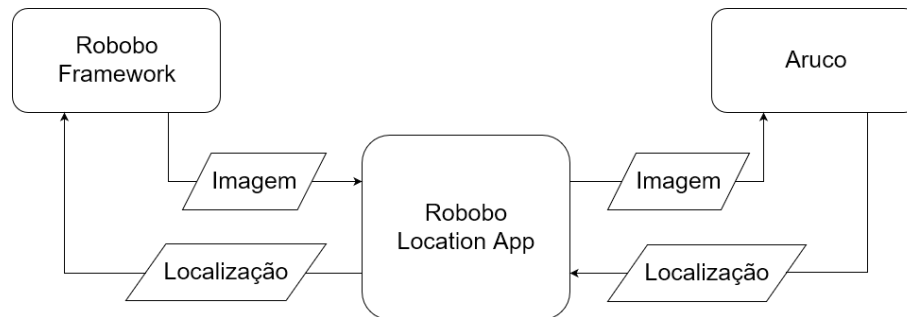 Robobo
Framework
Aruco
Imagem
Imagem
Robobo
Location App
Localização
Localização